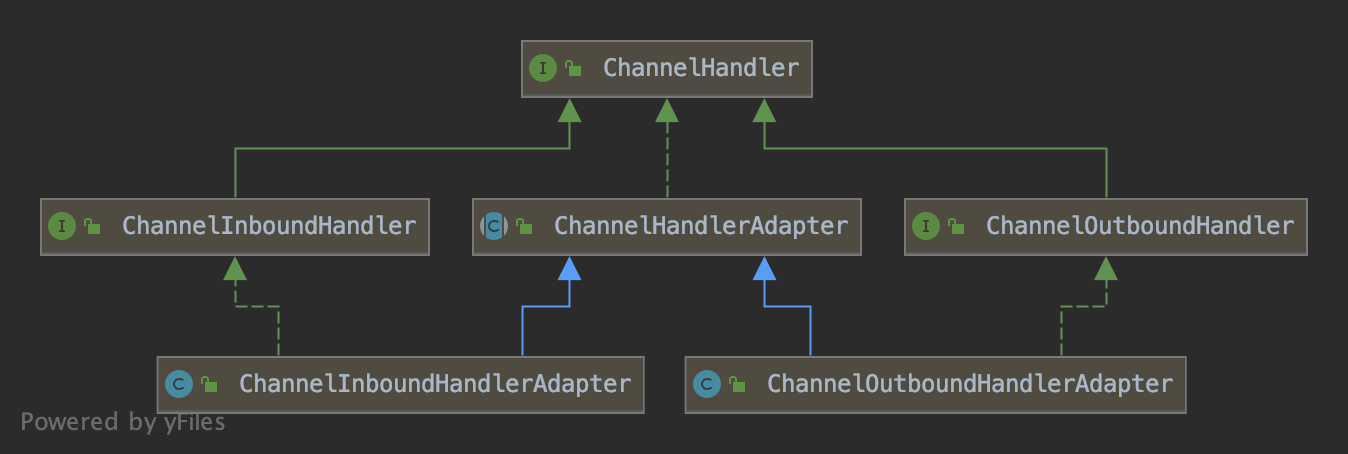 I ChannelHandler
I ChannelInboundHandler
C ChannelHandlerAdapter
I ChannelOutboundHandler
C ChannelInboundHandlerAdapter
C ChannelOutboundHandlerAdapter
Powered by yFiles